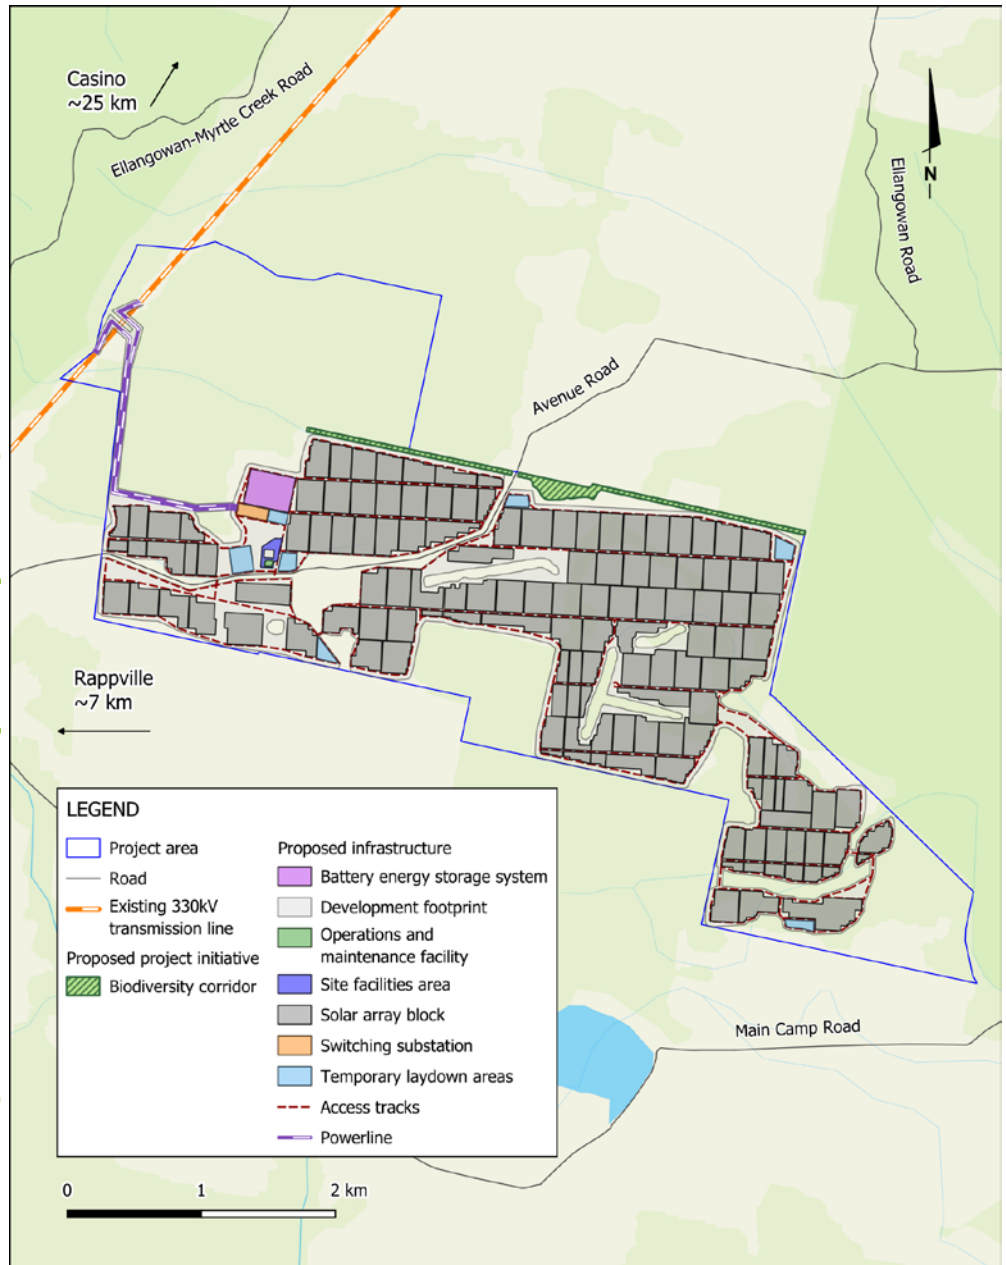 Casino
~25 km
Ellangowan-Myrtle Creek Road
N
Ellangowan Road
Avenue Road
Rappville
~7 km
LEGEND
Project area
Road
Existing 330kV
transmission line
Proposed project initiative
Biodiversity corridor
Proposed infrastructure
Battery energy storage system
Development footprint
Operations and
maintenance facility
Site facilities area
Solar array block
Switching substation
Temporary laydown areas
Access tracks
Powerline
Main Camp Road
0 1 2 km